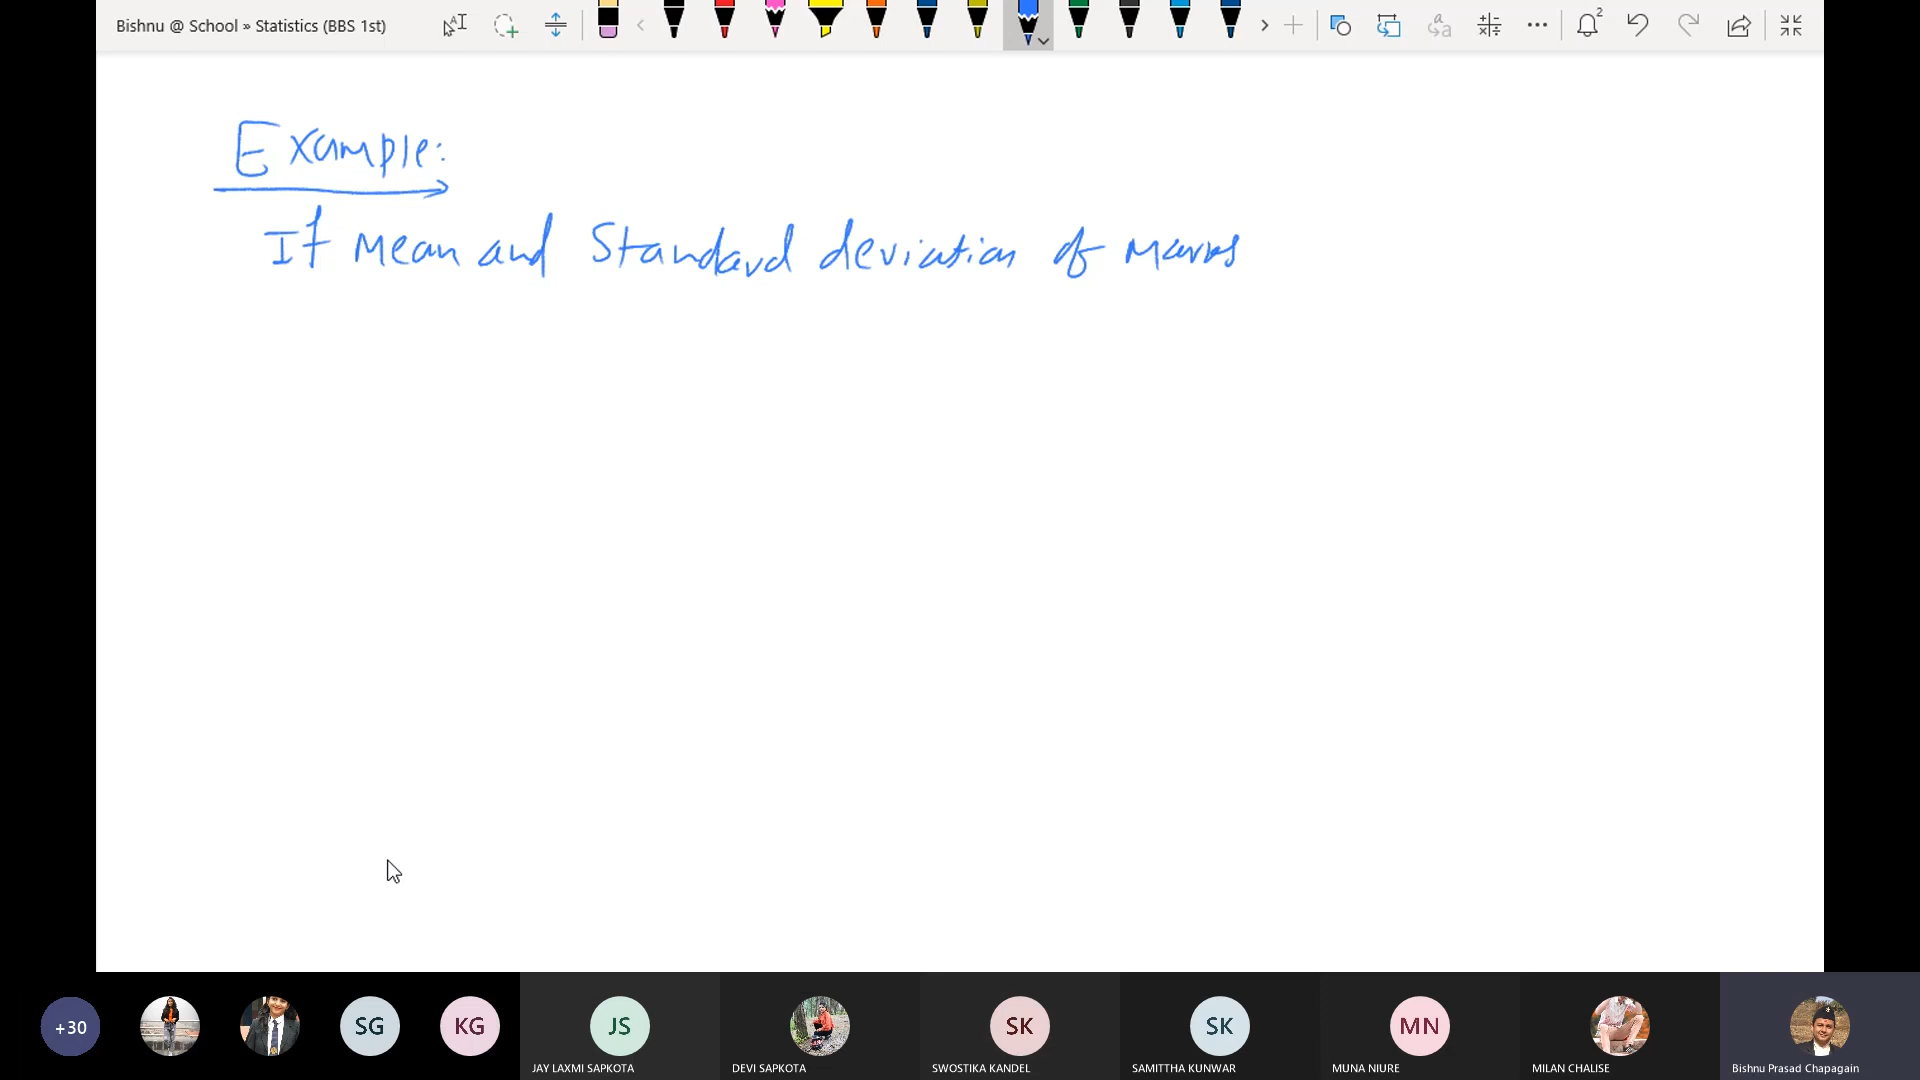 Bishnu @ School » Statistics (BBS 1st)
2
Example:
If Mean and Standard deviation of Marks
+30
SG
KG
JS
SK
SK
MN
JAY LAXMI SAPKOTA
DEVI SAPKOTA
SWOSTIKA KANDEL
SAMITTHA KUNWAR
MUNA NIURE
MILAN CHALISE
Bishnu Prasad Chapagain